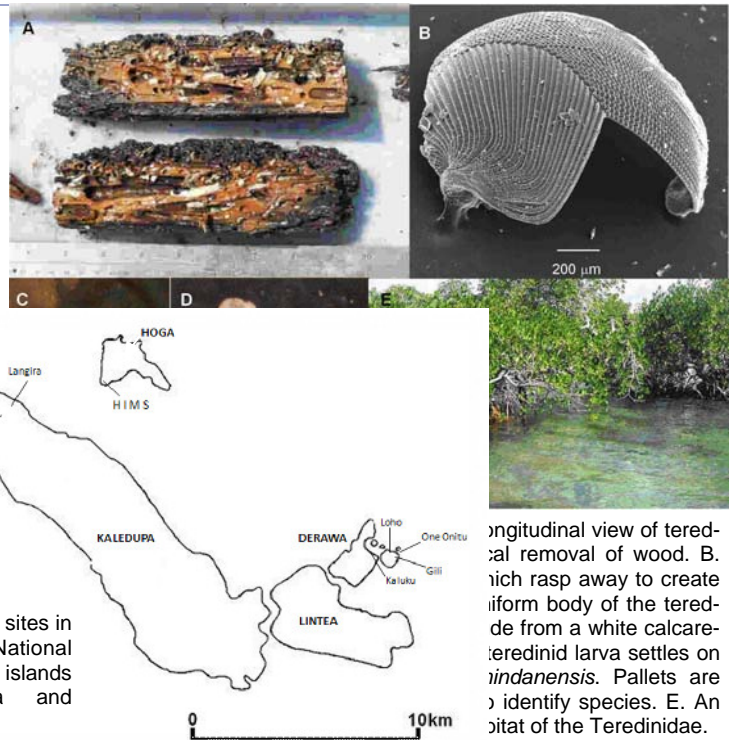 A
B
200 µm
C
D
E
HOGA
Langira
H I M S
KALEDUPA
DERAWA
Loho
One Onitu
Kaluku
Gili
LINTEA
0
10km
sites in
National
islands
and
ongitudinal view of tered-
cal removal of wood. B.
hich rasp away to create
iform body of the tered-
de from a white calcare-
teredinid larva settles on
mindanensis. Pallets are
o identify species. E. An
bitat of the Teredinidae.